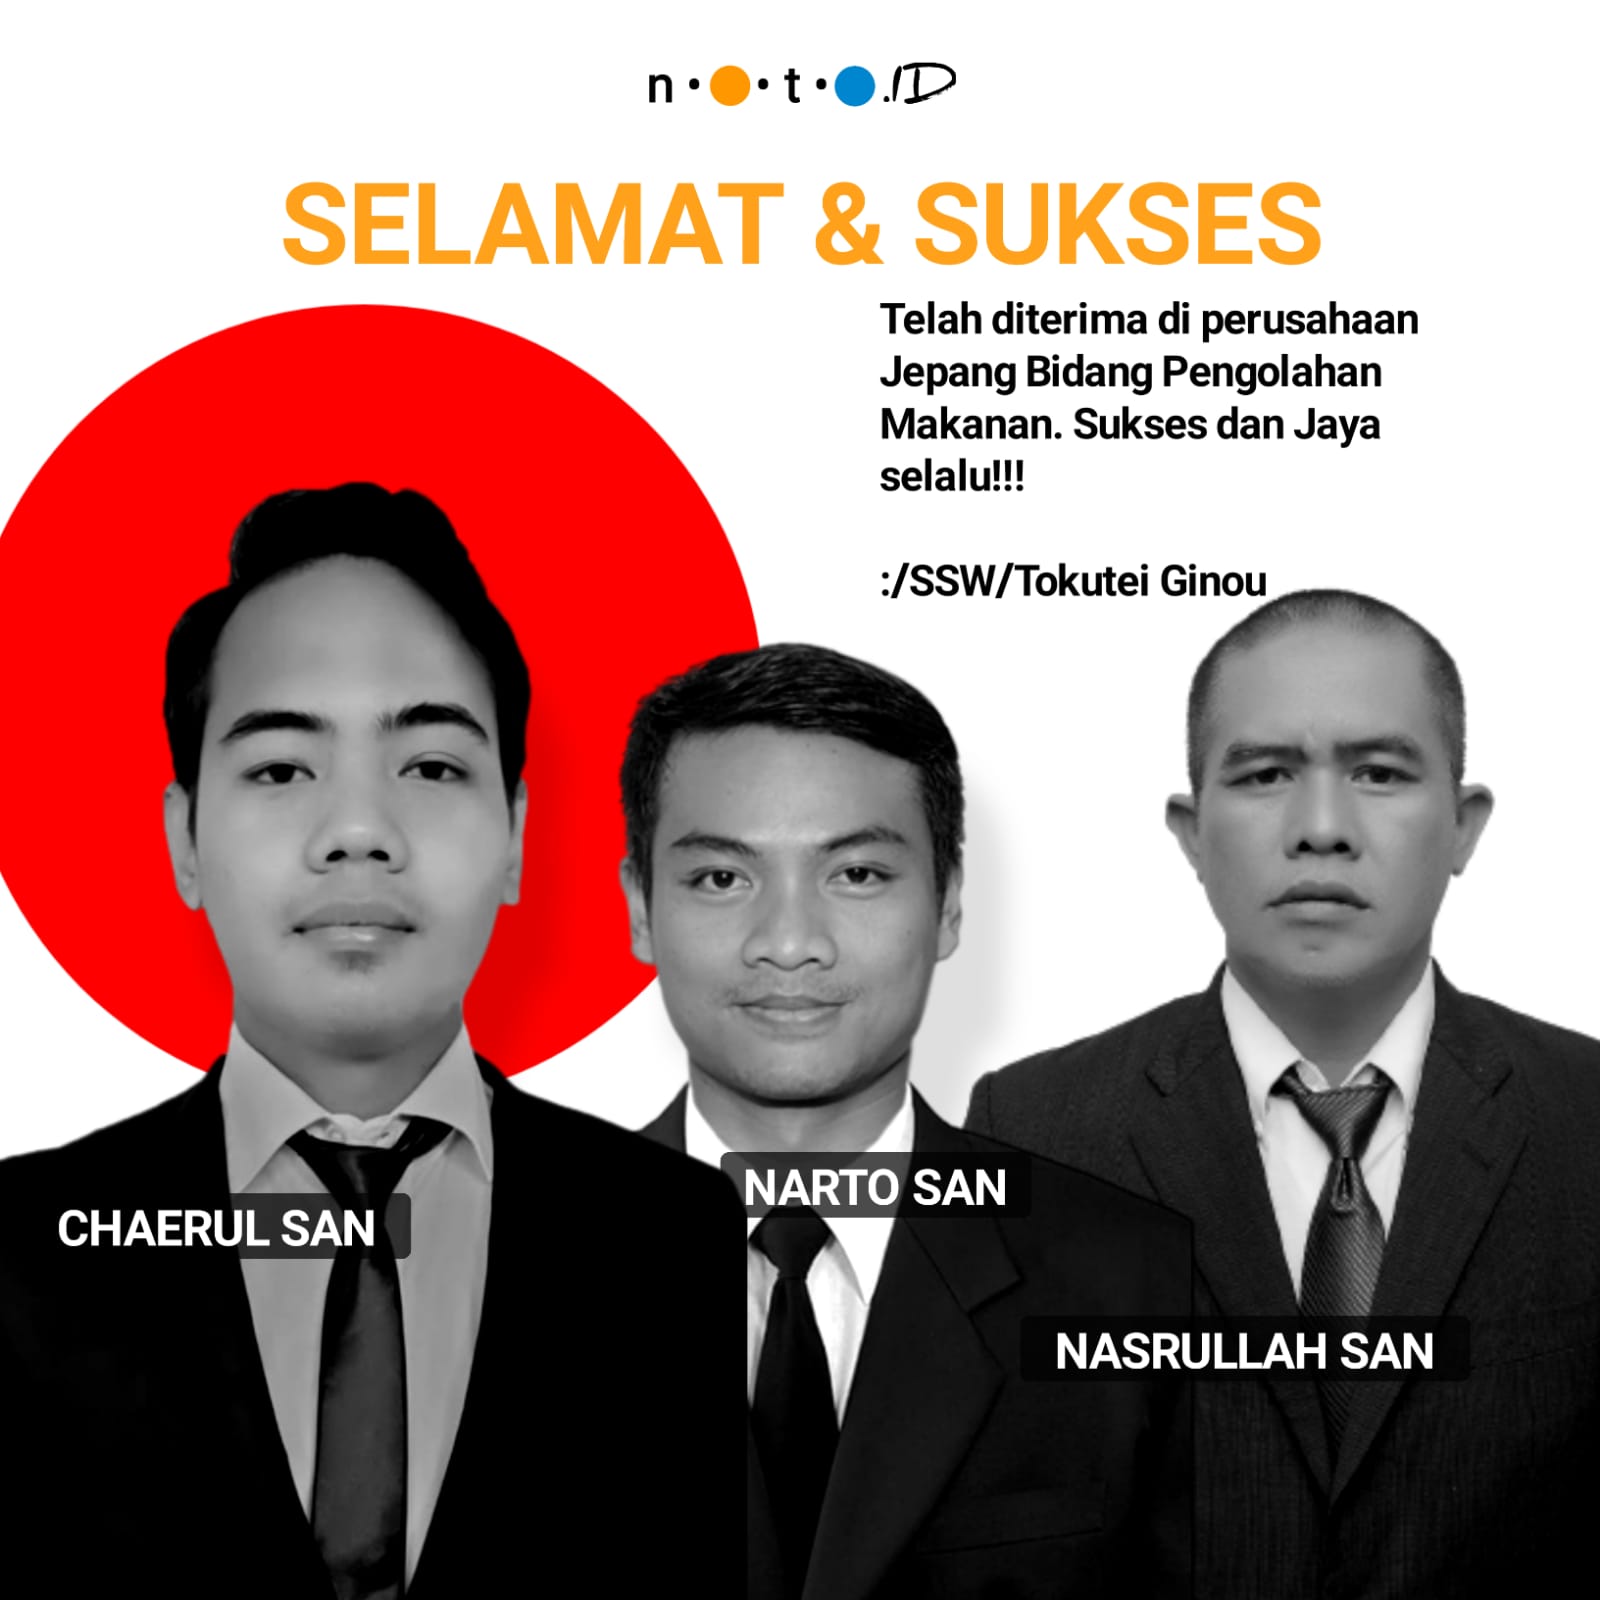 n•o•t•o.ID
SELAMAT & SUKSES
Telah diterima di perusahaan
Jepang Bidang Pengolahan
Makanan. Sukses dan Jaya
selalu!!!
:/SSW/Tokutei Ginou
NARTO SAN
CHAERUL SAN
NASRULLAH SAN